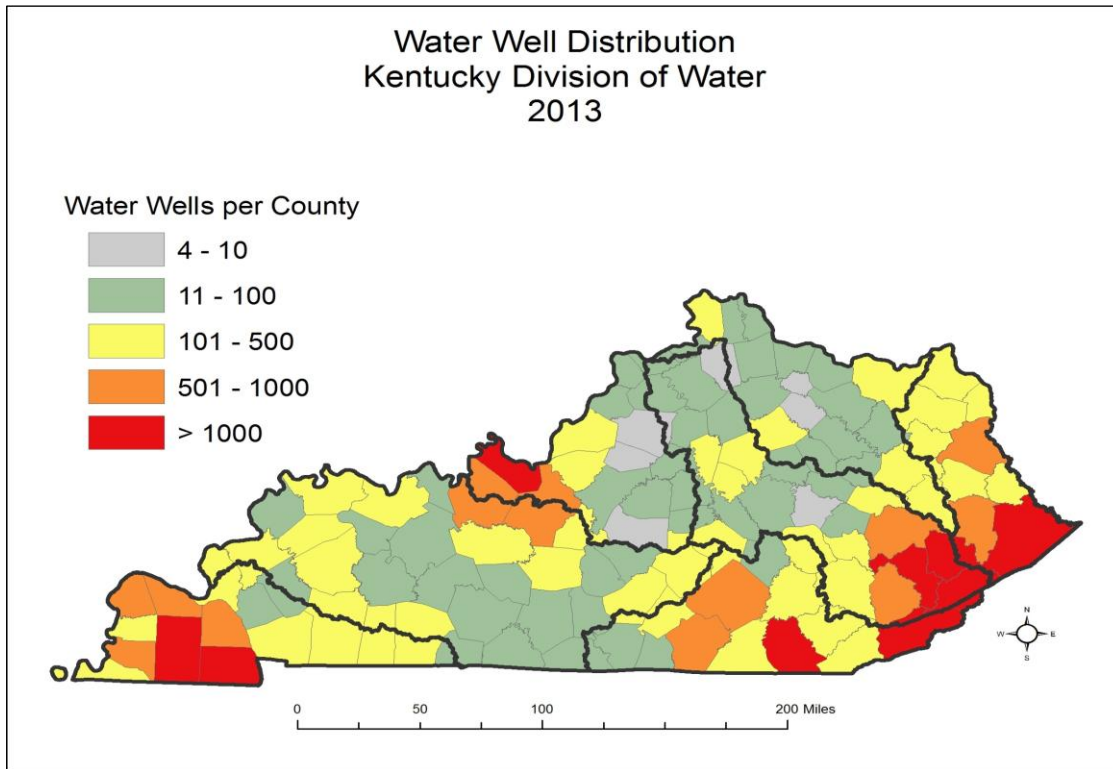 Water Well Distribution
Kentucky Division of Water
2013
Water Wells per County
4 - 10
11 - 100
101 - 500
501 - 1000
> 1000
N
W E
S
0 50 100 200 Miles